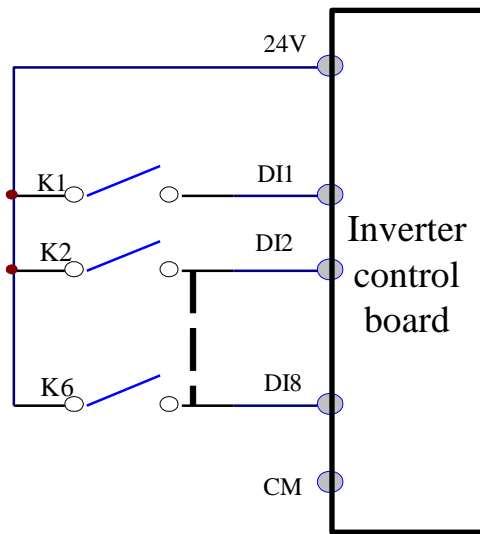 24V
K1
DI1
K2
DI2
Inverter
control
board
K6
DI8
CM